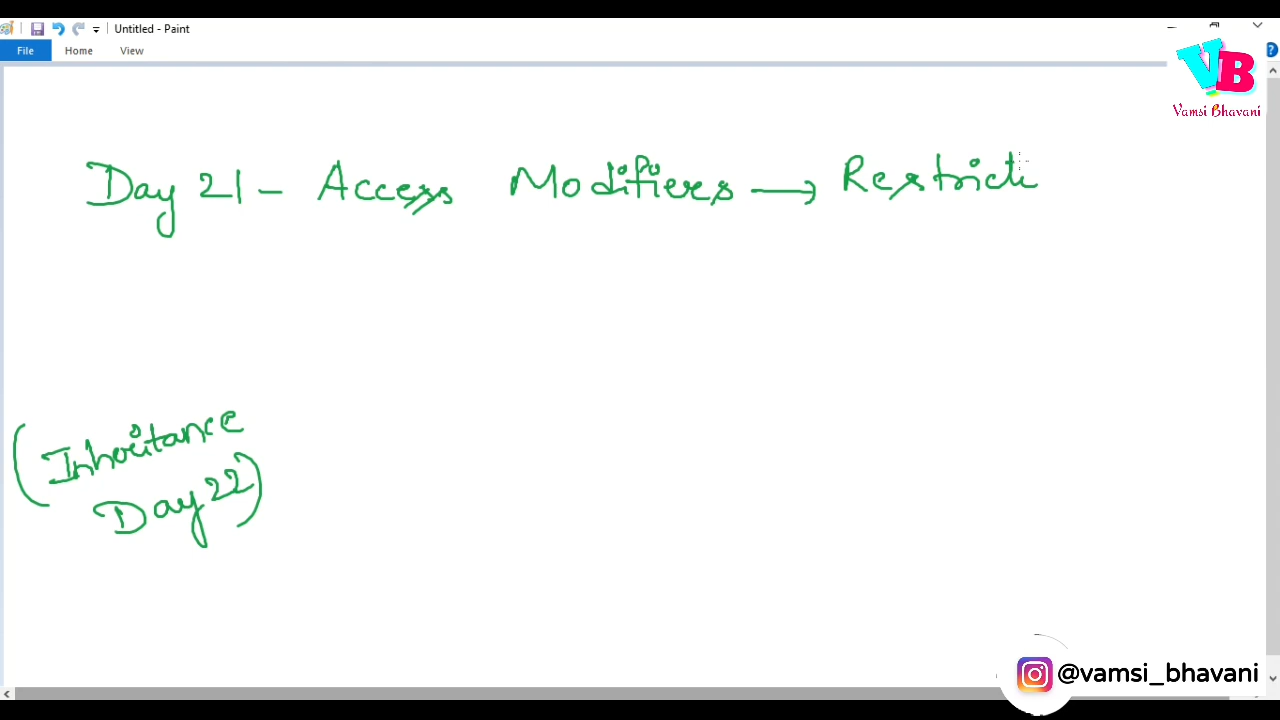 Untitled - Paint
File Home View
VB
Vamsi Bhavani
Day 21 - Access Modifiers → Restricti
(Inheritance
Day 22)
@vamsi_bhavani